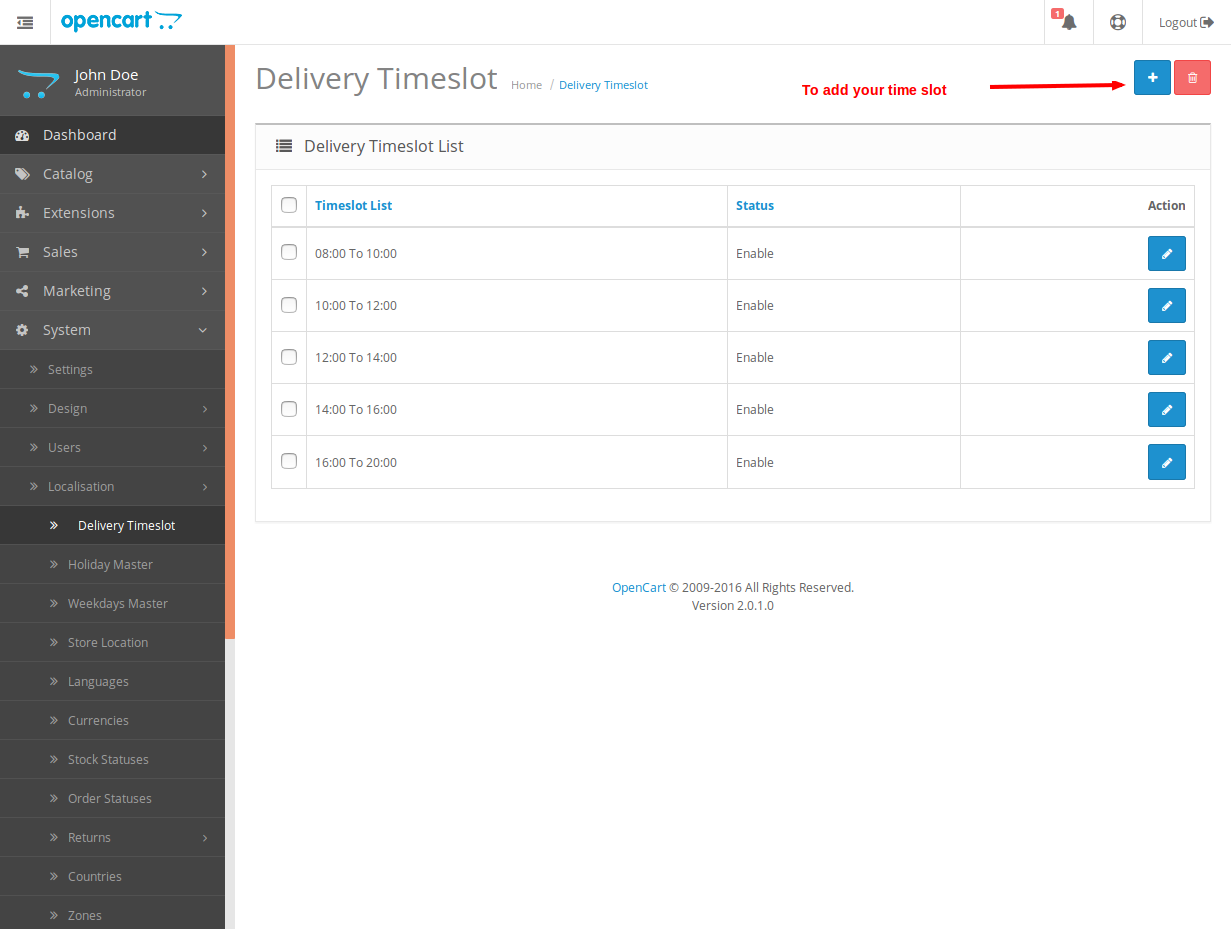 opencart
1
Logout
John Doe
Administrator
Dashboard
Catalog
Extensions
Sales
Marketing
System
Settings
Design
Users
Localisation
Delivery Timeslot
Holiday Master
Weekdays Master
Store Location
Languages
Currencies
Stock Statuses
Order Statuses
Returns
Countries
Zones
Delivery Timeslot Home / Delivery Timeslot
To add your time slot
Delivery Timeslot List
Timeslot List Status Action
08:00 To 10:00 Enable
10:00 To 12:00 Enable
12:00 To 14:00 Enable
14:00 To 16:00 Enable
16:00 To 20:00 Enable
OpenCart © 2009-2016 All Rights Reserved.
Version 2.0.1.0